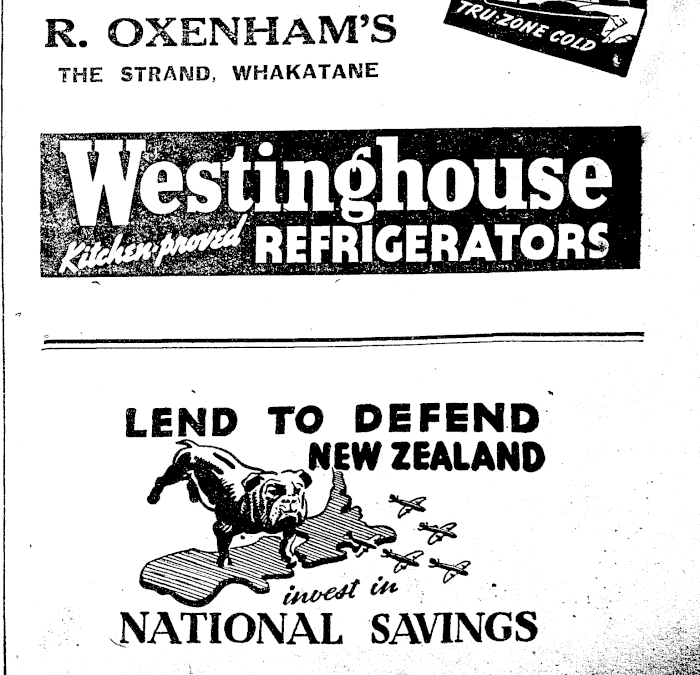 TRU-ZONE COLD
R. OXENHAM'S
THE STRAND, WHAKATANE
Westinghouse
Kitchen-proved REFRIGERATORS
LEND TO DEFEND
NEW ZEALAND
invest in
NATIONAL SAVINGS